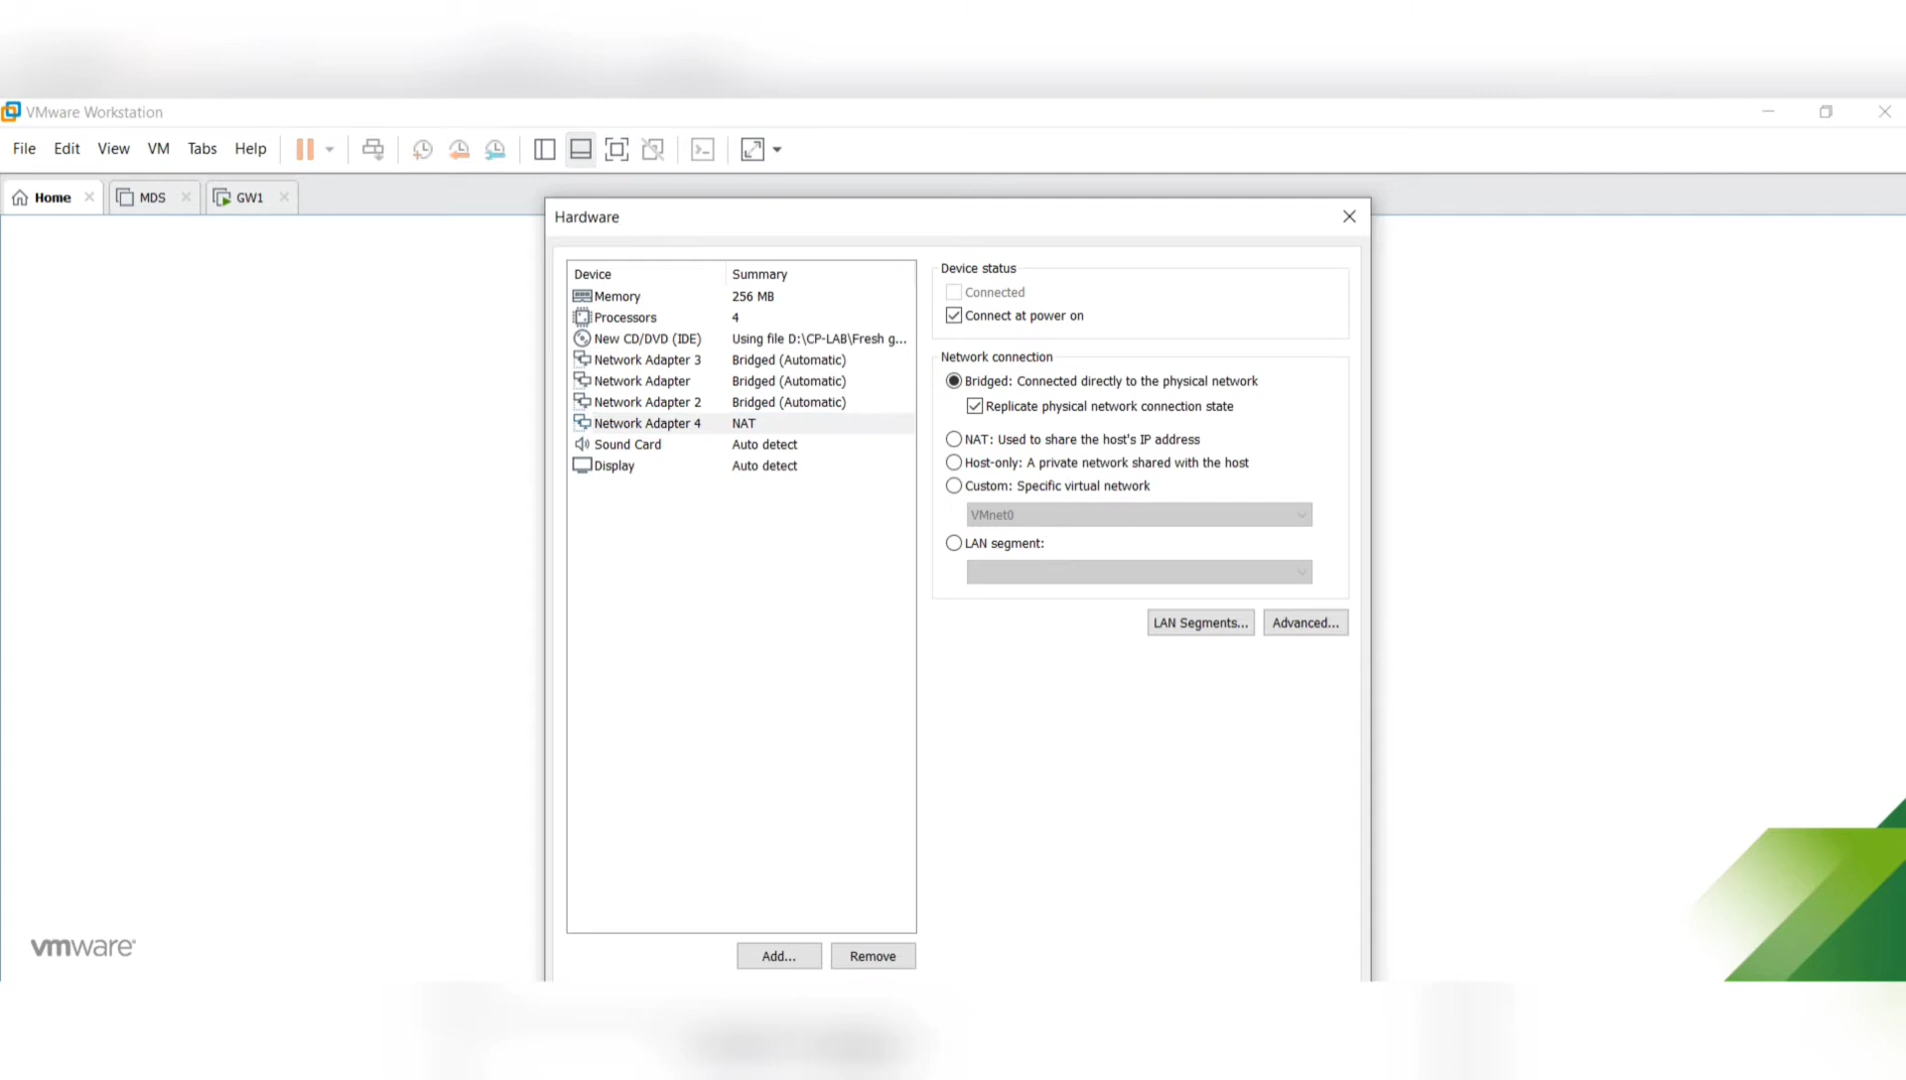 VMware Workstation
File Edit View VM Tabs Help
Home MDS GW1
Hardware
Device Summary
Memory 256 MB
Processors 4
New CD/DVD (IDE) Using file D:\CP-LAB\Fresh g...
Network Adapter 3 Bridged (Automatic)
Network Adapter Bridged (Automatic)
Network Adapter 2 Bridged (Automatic)
Network Adapter 4 NAT
Sound Card Auto detect
Display Auto detect
Add... Remove
Device status
Connected
Connect at power on
Network connection
Bridged: Connected directly to the physical network
Replicate physical network connection state
NAT: Used to share the host's IP address
Host-only: A private network shared with the host
Custom: Specific virtual network
VMnet0
LAN segment:
LAN Segments... Advanced...
vmware